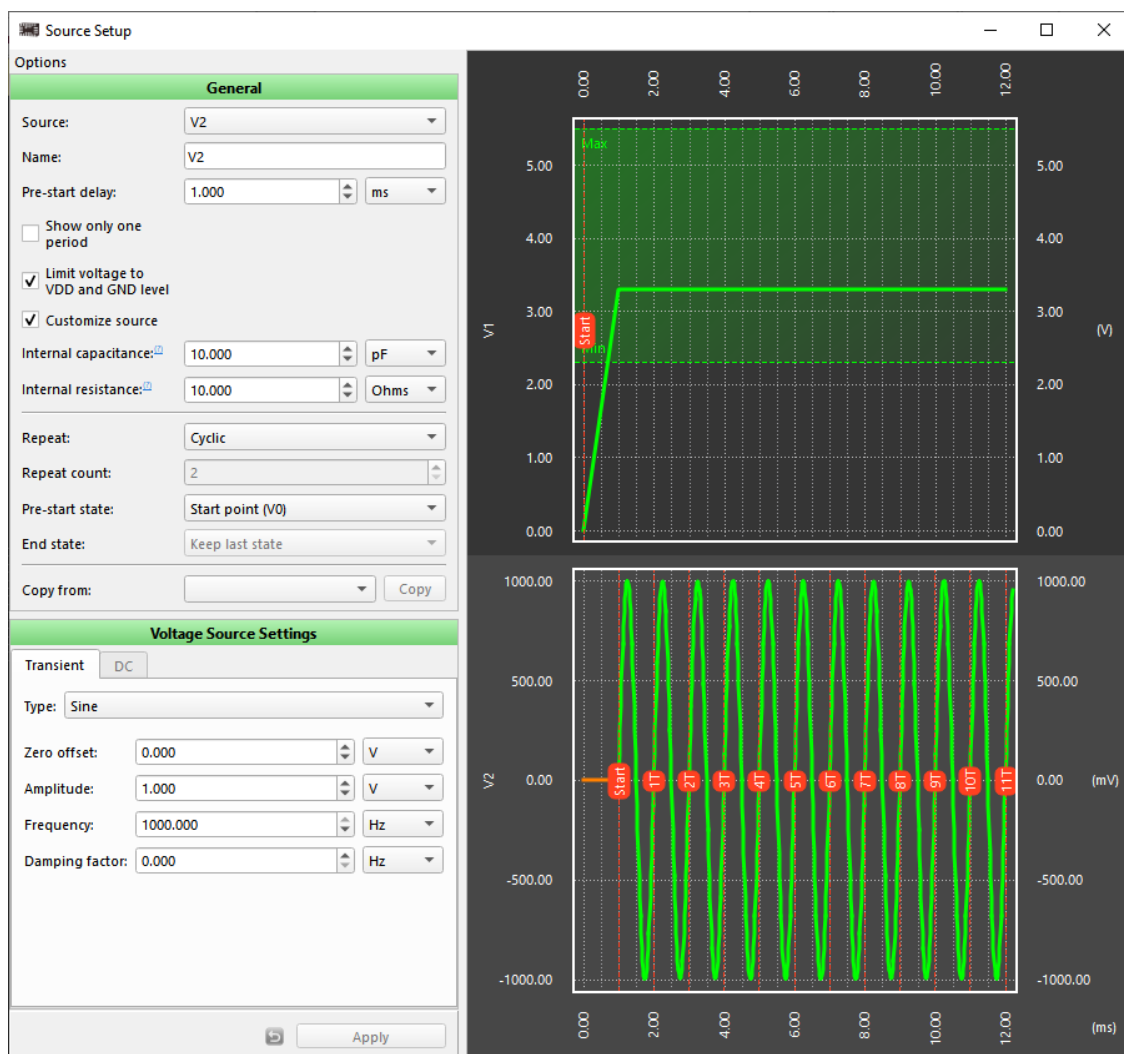 Source Setup
Options
General
Source: V2
Name: V2
Pre-start delay: 1.000 ms
Show only one
period
Limit voltage to
VDD and GND level
Customize source
Internal capacitance:[?] 10.000 pF
Internal resistance:[?] 10.000 Ohms
Repeat: Cyclic
Repeat count: 2
Pre-start state: Start point (V0)
End state: Keep last state
Copy from: Copy
Voltage Source Settings
Transient DC
Type: Sine
Zero offset: 0.000 V
Amplitude: 1.000 V
Frequency: 1000.000 Hz
Damping factor: 0.000 Hz
Apply
0.00 2.00 4.00 6.00 8.00 10.00 12.00
Max
5.00 5.00
4.00 4.00
3.00 3.00
V1 Start (V)
Min
2.00 2.00
1.00 1.00
0.00 0.00
1000.00 1000.00
500.00 500.00
V2 0.00 Start 1T 2T 3T 4T 5T 6T 7T 8T 9T 10T 11T 0.00 (mV)
-500.00 -500.00
-1000.00 -1000.00
0.00 2.00 4.00 6.00 8.00 10.00 12.00 (ms)